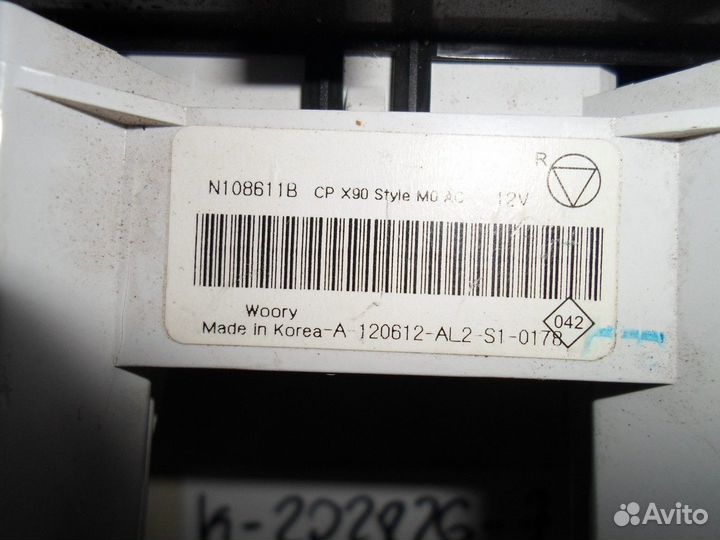 R
N108611B CP X90 Style M0 AC 12V
Woory
042
Made in Korea-A-120612-AL2-S1-0178
Avito